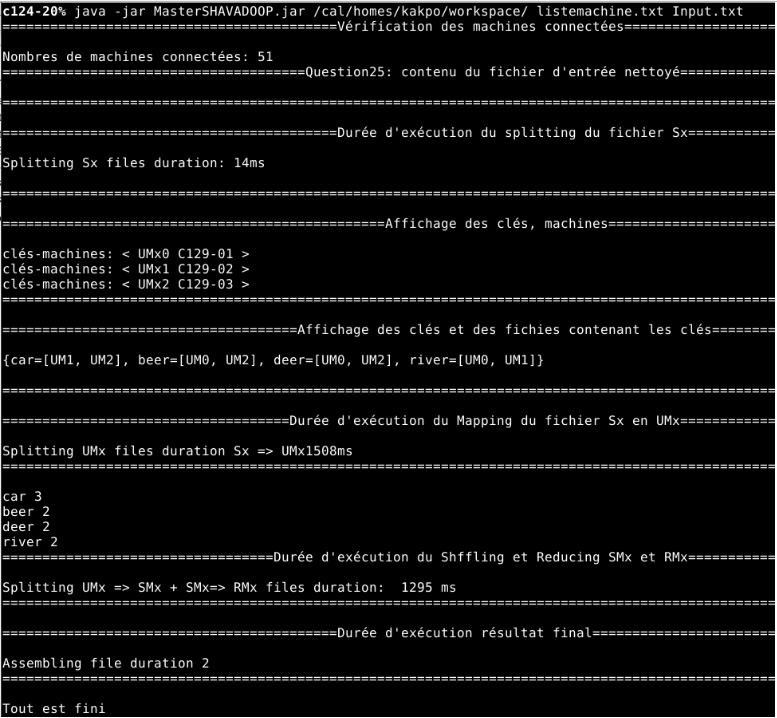 c124-20% java -jar MasterSHAVADOOP.jar /cal/homes/kakpo/workspace/ listemachine.txt Input.txt
==========================================Vérification des machines connectées===================
Nombres de machines connectées: 51
======================================Question25: contenu du fichier d'entrée nettoyé============
=================================================================================================
==========================================Durée d'exécution du splitting du fichier Sx===========
Splitting Sx files duration: 14ms
=================================================================================================
================================================Affichage des clés, machines=====================
clés-machines: < UMx0 C129-01 >
clés-machines: < UMx1 C129-02 >
clés-machines: < UMx2 C129-03 >
=================================================================================================
=====================================Affichage des clés et des fichies contenant les clés========
{car=[UM1, UM2], beer=[UM0, UM2], deer=[UM0, UM2], river=[UM0, UM1]}
=================================================================================================
====================================Durée d'exécution du Mapping du fichier Sx en UMx============
Splitting UMx files duration Sx => UMx1508ms
=================================================================================================
car 3
beer 2
deer 2
river 2
==================================Durée d'exécution du Shffling et Reducing SMx et RMx===========
Splitting UMx => SMx + SMx=> RMx files duration:  1295 ms
=================================================================================================
==========================================Durée d'exécution résultat final=======================
Assembling file duration 2
=================================================================================================
Tout est fini